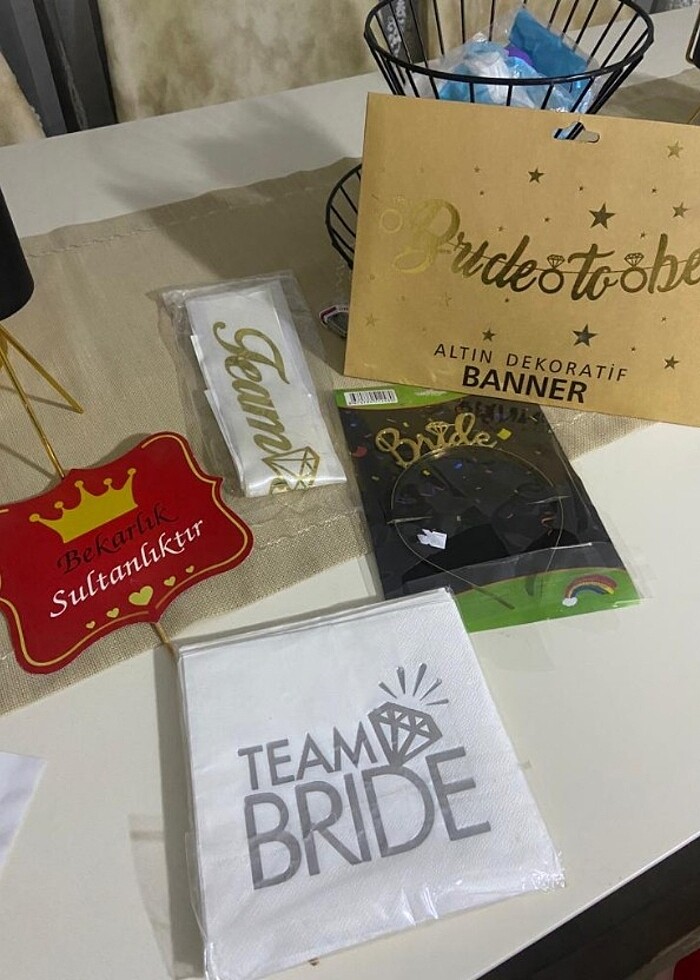 Bride to be
ALTIN DEKORATİF
BANNER
Team
Bride
Bekarlık
Sultanlıktır
TEAM
BRIDE